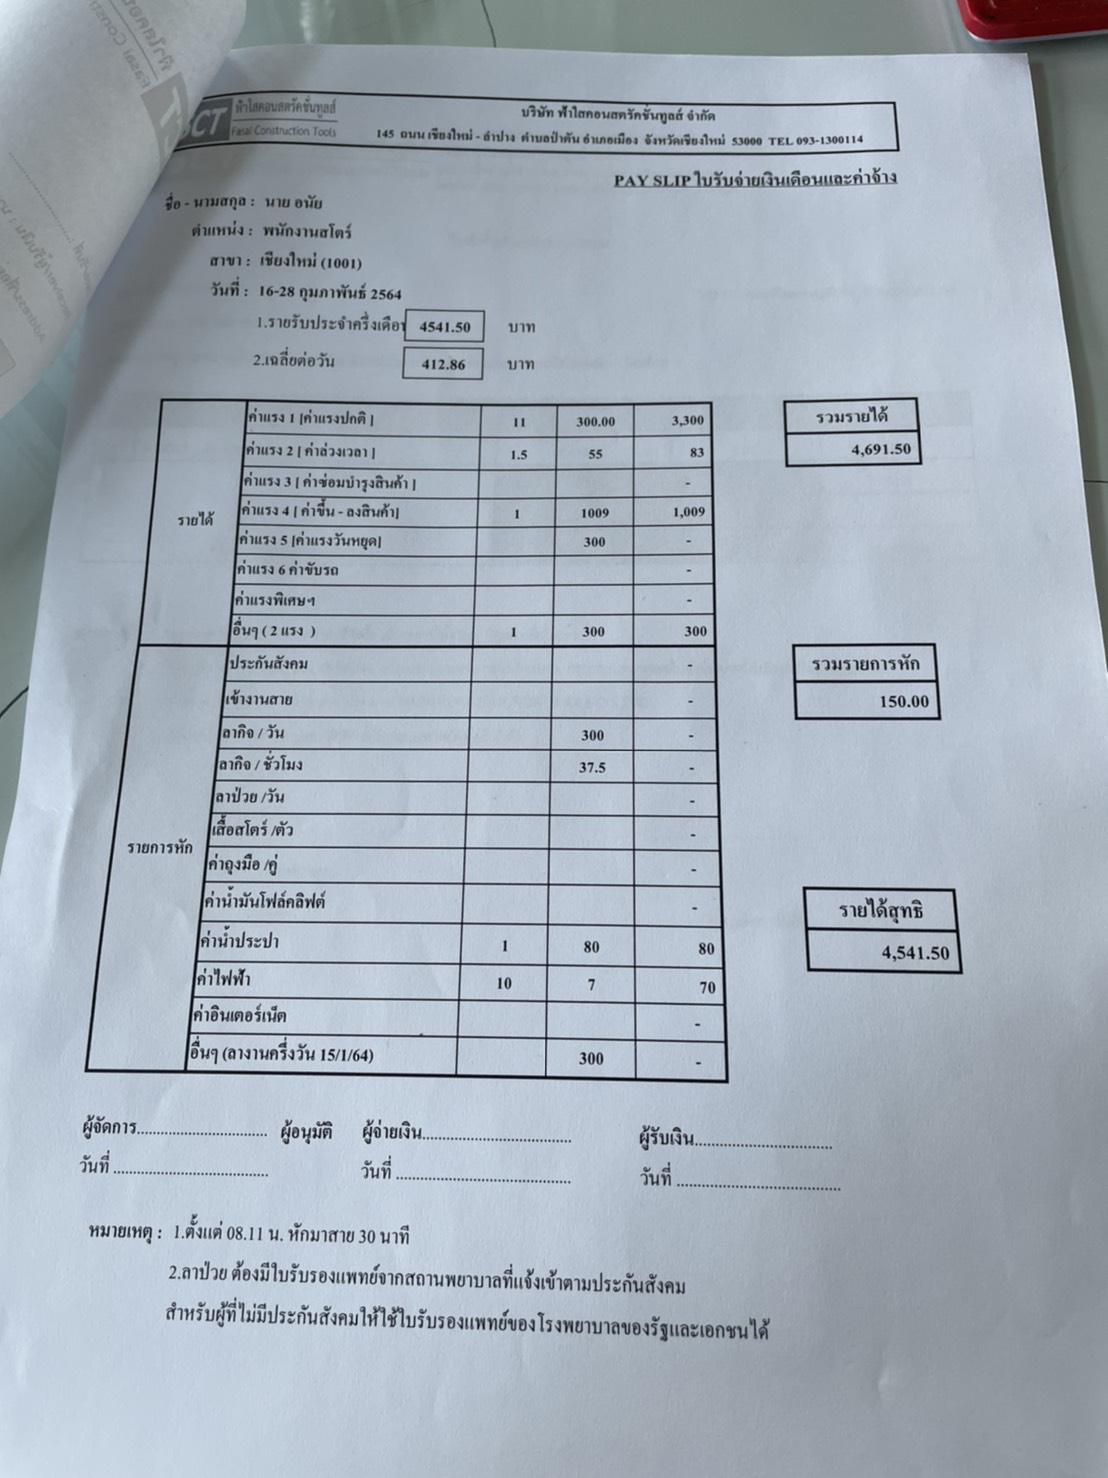 CT ฟ้าใสคอนสตรัคชั่นทูลส์
Fasai Construction Tools
บริษัท ฟ้าใสคอนสตรัคชั่นทูลส์ จำกัด
145 ถนน เชียงใหม่ - ลำปาง ตำบลป่าตัน อำเภอเมือง จังหวัดเชียงใหม่ 53000 TEL 093-1300114
PAY SLIP ใบรับจ่ายเงินเดือนและค่าจ้าง
ชื่อ - นามสกุล : นาย อนัย
ตำแหน่ง : พนักงานสโตร์
สาขา : เชียงใหม่ (1001)
วันที่ : 16-28 กุมภาพันธ์ 2564
1.รายรับประจำครึ่งเดือน 4541.50 บาท
2.เฉลี่ยต่อวัน 412.86 บาท
รายได้
ค่าแรง 1 [ค่าแรงปกติ ] 11 300.00 3,300
ค่าแรง 2 [ ค่าล่วงเวลา ] 1.5 55 83
ค่าแรง 3 [ ค่าซ่อมบำรุงสินค้า ] -
ค่าแรง 4 [ ค่าขึ้น - ลงสินค้า] 1 1009 1,009
ค่าแรง 5 [ค่าแรงวันหยุด] 300 -
ค่าแรง 6 ค่าขับรถ -
ค่าแรงพิเศษฯ -
อื่นๆ ( 2 แรง ) 1 300 300
รวมรายได้
4,691.50
รายการหัก
ประกันสังคม -
เข้างานสาย -
ลากิจ / วัน 300 -
ลากิจ / ชั่วโมง 37.5 -
ลาป่วย /วัน -
เสื้อสโตร์ /ตัว -
ค่าถุงมือ /คู่ -
ค่าน้ำมันโฟล์คลิฟต์ -
ค่าน้ำประปา 1 80 80
ค่าไฟฟ้า 10 7 70
ค่าอินเตอร์เน็ต -
อื่นๆ (ลางานครึ่งวัน 15/1/64) 300 -
รวมรายการหัก
150.00
รายได้สุทธิ
4,541.50
ผู้จัดการ.............................. ผู้อนุมัติ ผู้จ่ายเงิน.................................. ผู้รับเงิน...............................
วันที่ .................................. วันที่ ....................................... วันที่ .....................................
หมายเหตุ : 1.ตั้งแต่ 08.11 น. หักมาสาย 30 นาที
2.ลาป่วย ต้องมีใบรับรองแพทย์จากสถานพยาบาลที่แจ้งเข้าตามประกันสังคม
สำหรับผู้ที่ไม่มีประกันสังคมให้ใช้ใบรับรองแพทย์ของโรงพยาบาลของรัฐและเอกชนได้